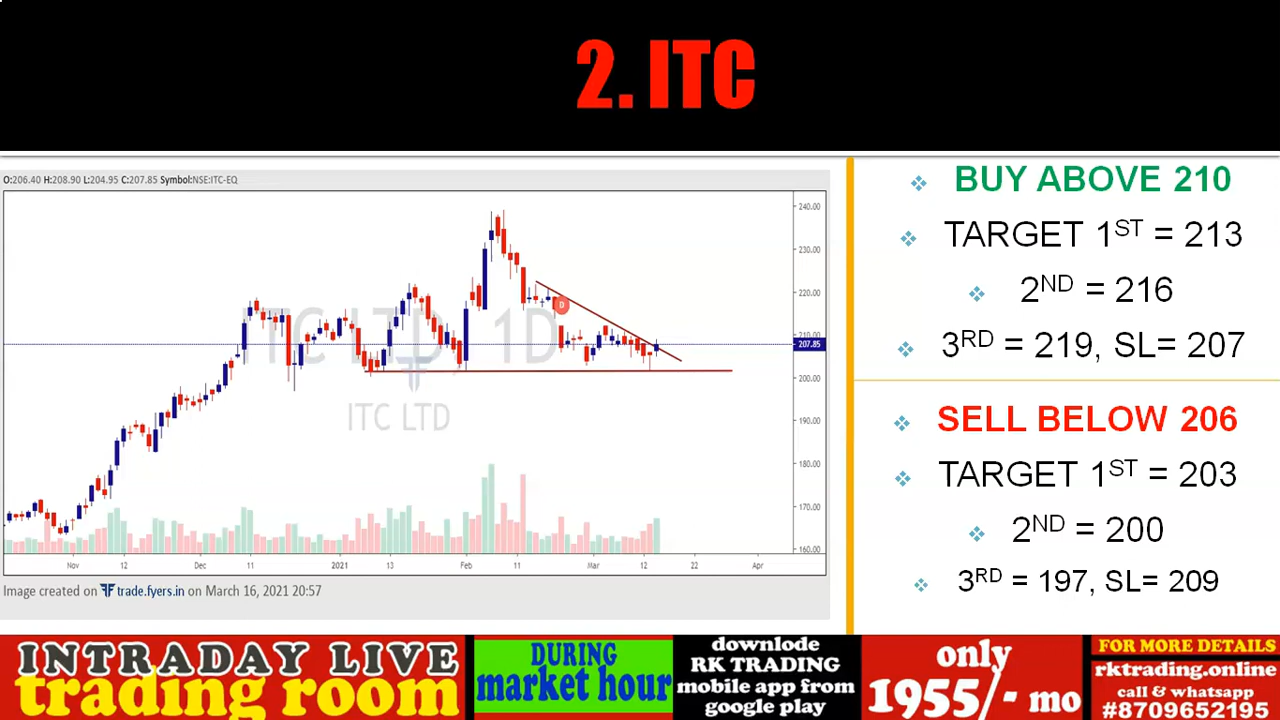 2. ITC
O:206.40 H:208.90 L:204.95 C:207.85 Symbol:NSE:ITC-EQ
240.00
230.00
220.00
210.00
207.85
200.00
190.00
180.00
170.00
160.00
ITC LTD, 1D
ITC LTD
D
Nov 12 Dec 11 2021 12 Feb 11 Mar 12 22 Apr
Image created on trade.fyers.in on March 16, 2021 20:57
BUY ABOVE 210
TARGET 1ST = 213
2ND = 216
3RD = 219, SL= 207
SELL BELOW 206
TARGET 1ST = 203
2ND = 200
3RD = 197, SL= 209
INTRADAY LIVE
trading room
DURING
market hour
downlode
RK TRADING
mobile app from
google play
only
1955/- mo
FOR MORE DETAILS
rktrading.online
call & whatsapp
#8709652195